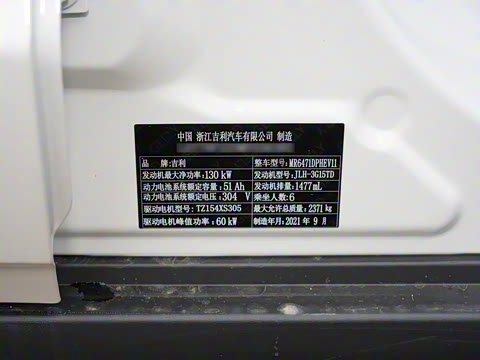 中国 浙江吉利汽车有限公司 制造
品 牌:吉利 整车型号:MR6471DPHEV11
发动机最大净功率:130 kW 发动机型号:JLH-3G15TD
动力电池系统额定容量:51 Ah 发动机排量:1477mL
动力电池系统额定电压:304 V 乘坐人数:6
驱动电机型号:TZ154XS305 最大允许总质量:2371kg
驱动电机峰值功率:60 kW 制造年月:2021年 9月